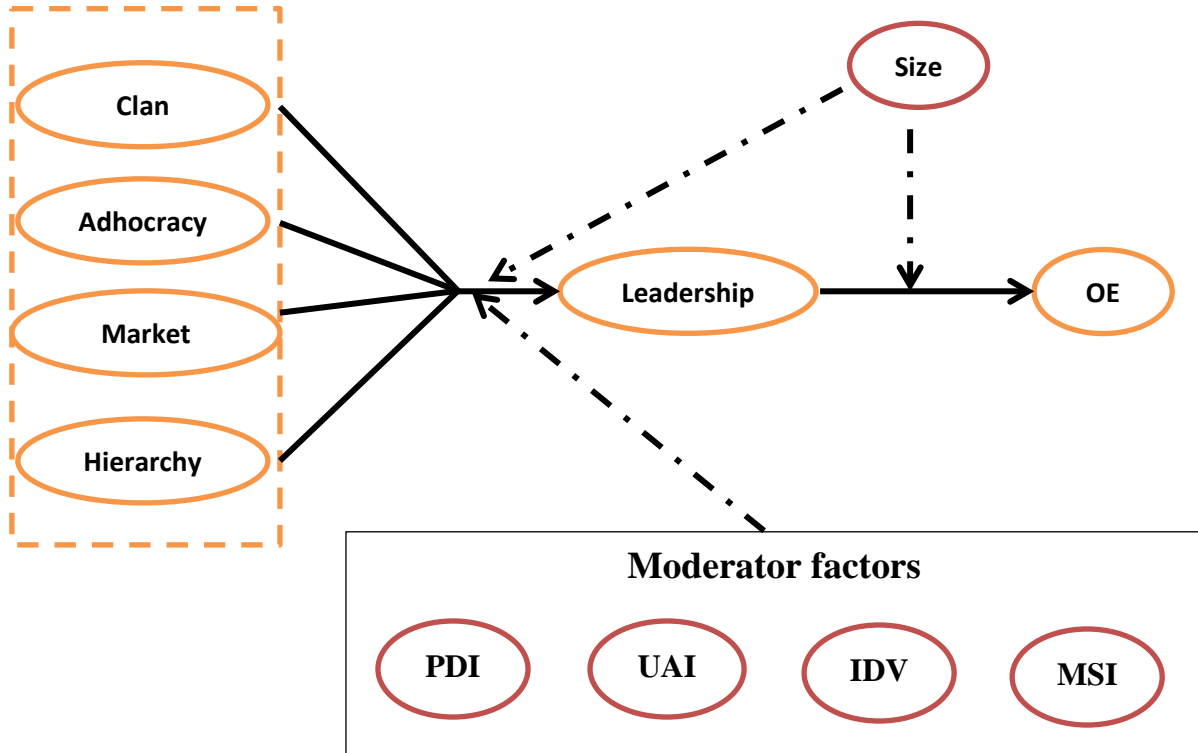 Clan
Size
Adhocracy
Leadership
OE
Market
Hierarchy
Moderator factors
PDI
UAI
IDV
MSI